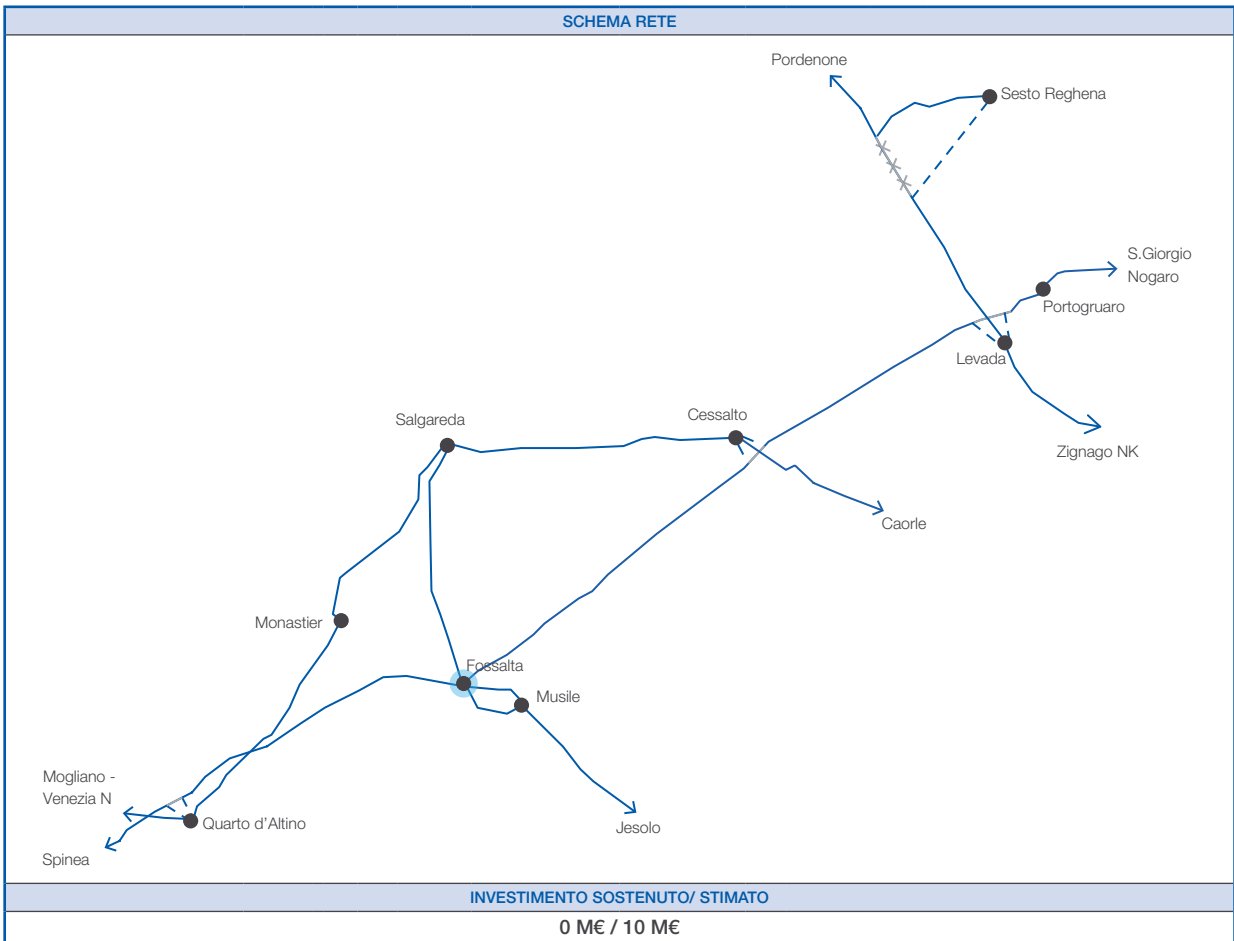 SCHEMA RETE
Pordenone
Sesto Reghena
S.Giorgio
Nogaro
Portogruaro
Levada
Salgareda
Cessalto
Zignago NK
Caorle
Monastier
Fossalta
Musile
Mogliano -
Venezia N
Quarto d'Altino
Jesolo
Spinea
INVESTIMENTO SOSTENUTO/ STIMATO
0 M€ / 10 M€